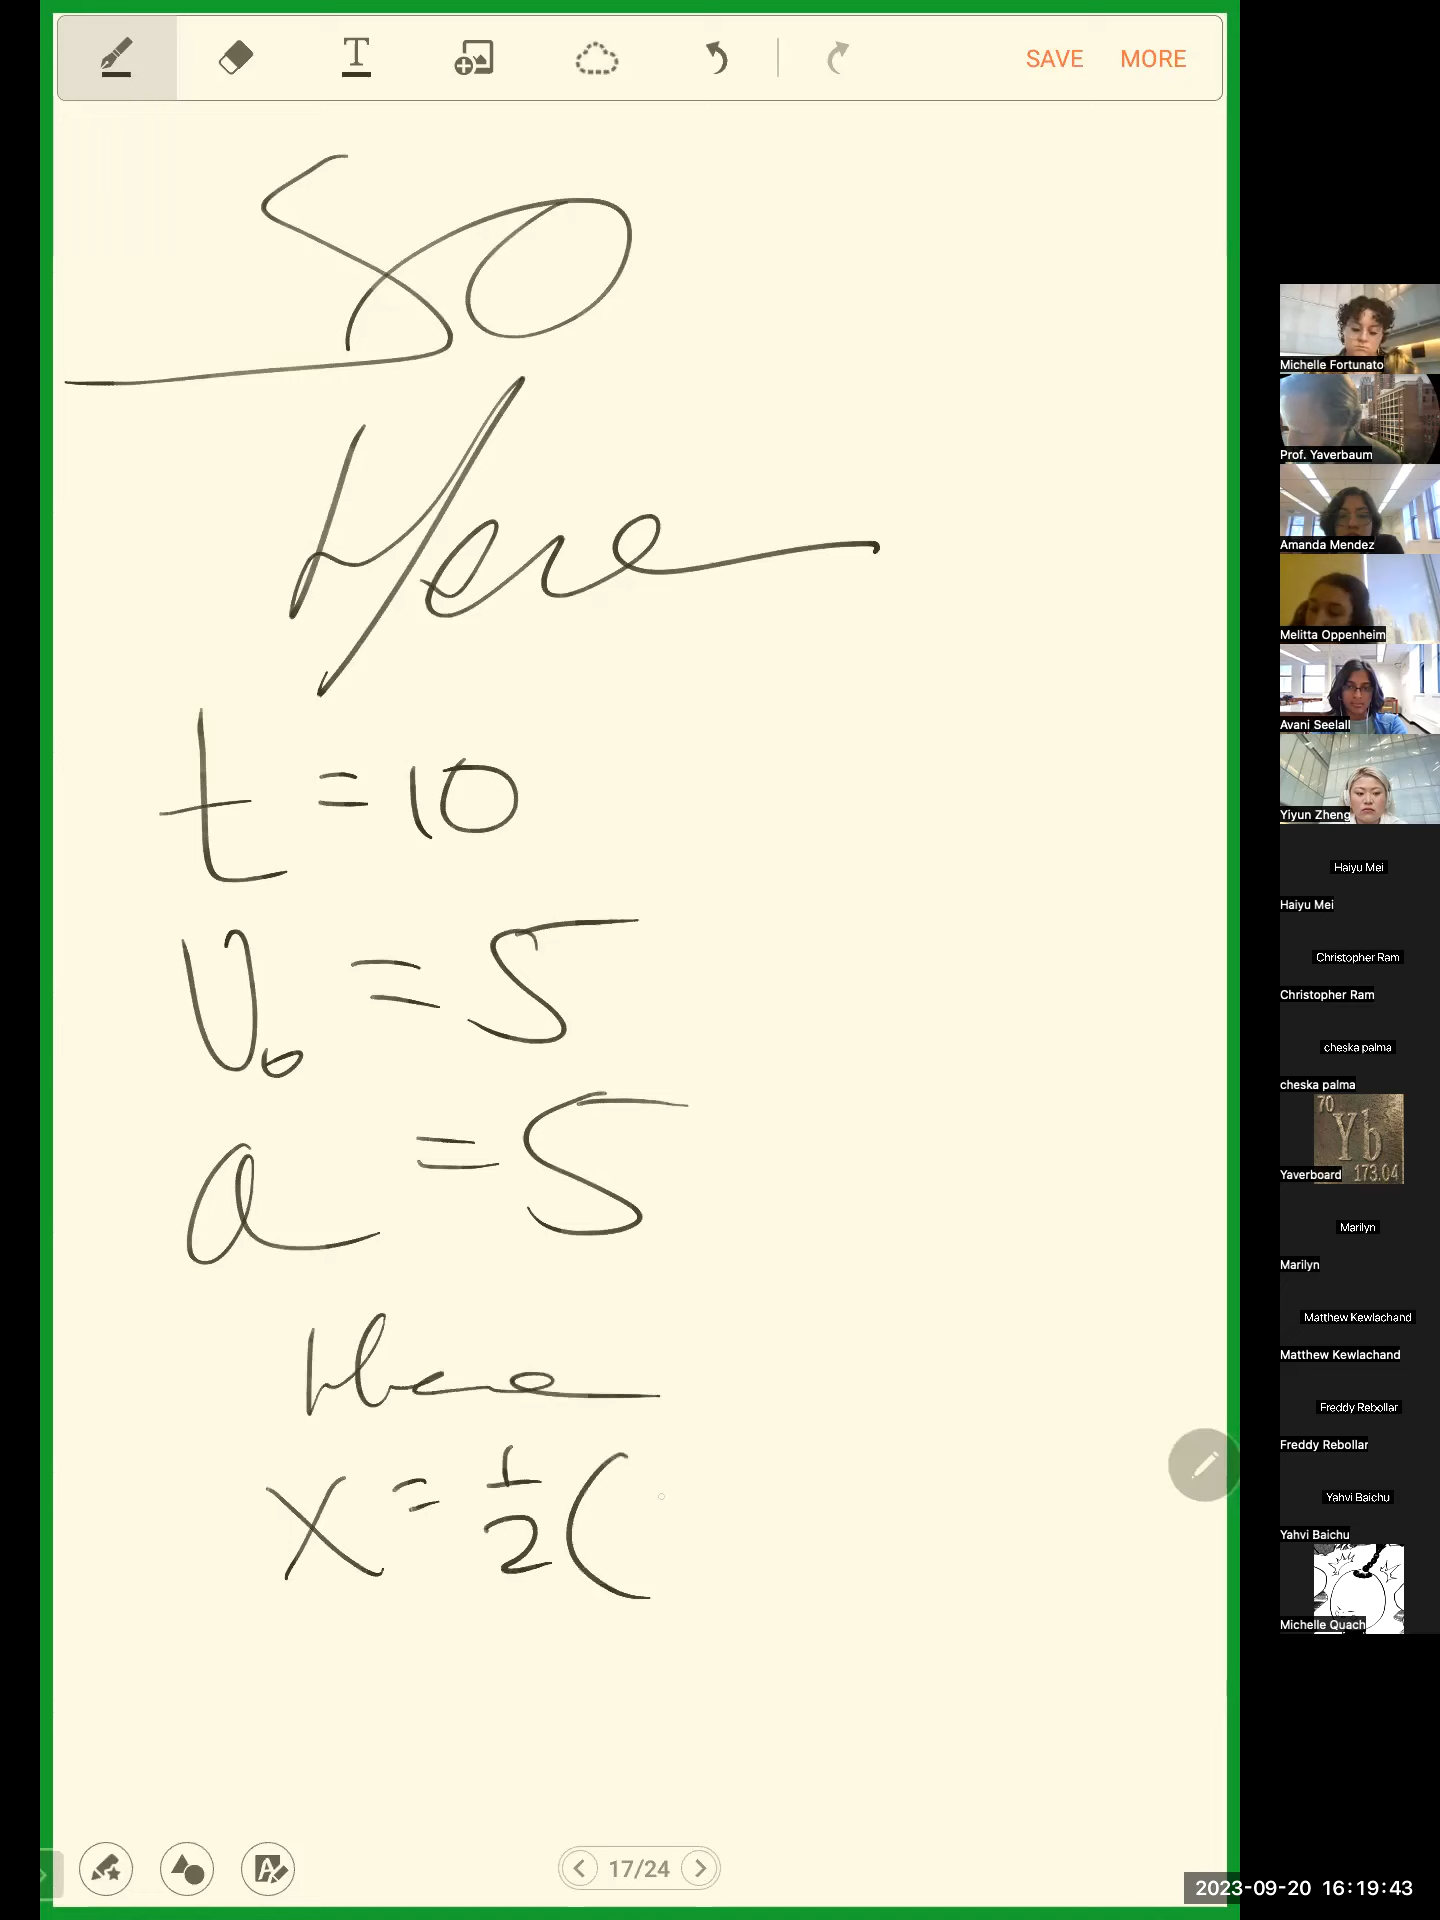 T
SAVE
MORE
So
Here
t = 10
v₀ = 5
a = 5
Here
x = 1/2 (
A
17/24
Michelle Fortunato
Prof. Yaverbaum
Amanda Mendez
Melitta Oppenheim
Avani Seelall
Yiyun Zheng
Haiyu Mei
Haiyu Mei
Christopher Ram
Christopher Ram
cheska palma
cheska palma
70
Yb
173.04
Yaverboard
Marilyn
Marilyn
Matthew Kewlachand
Matthew Kewlachand
Freddy Rebollar
Freddy Rebollar
Yahvi Baichu
Yahvi Baichu
Michelle Quach
2023-09-20 16:19:43